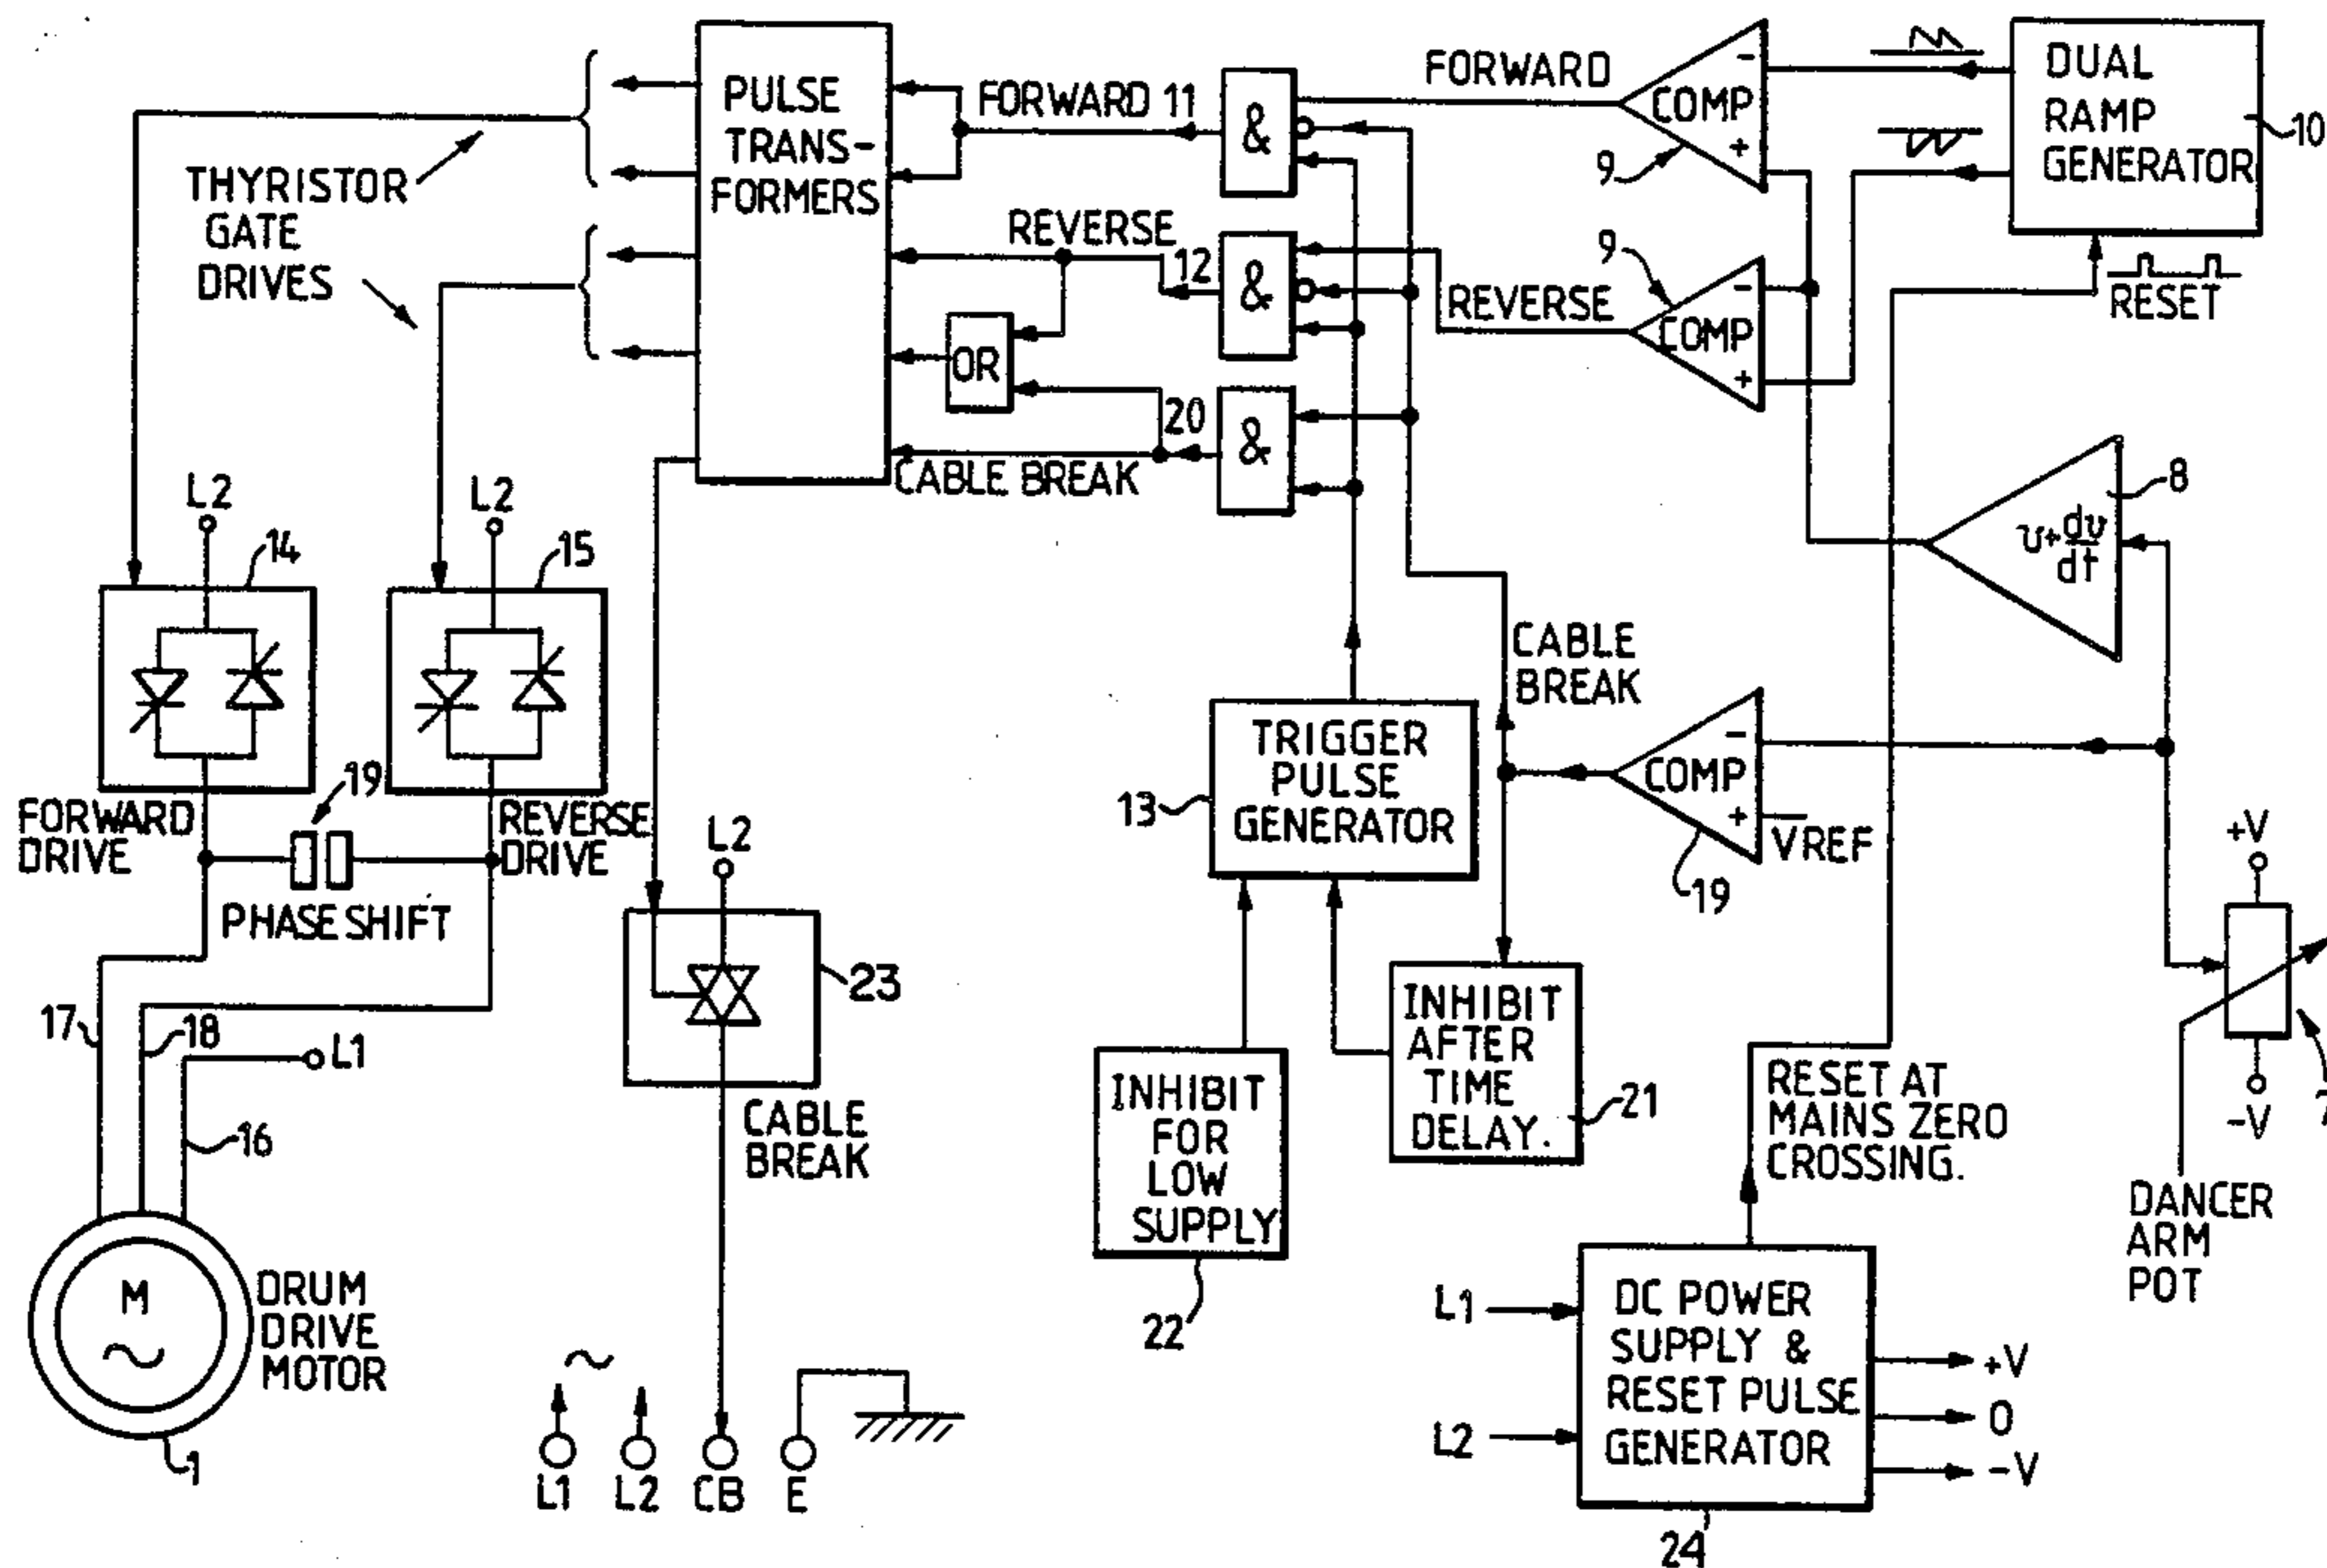 PULSE
TRANS-
FORMERS
THYRISTOR
GATE
DRIVES
FORWARD 11
REVERSE
12
OR
20
CABLE BREAK
&
&
&
FORWARD
REVERSE
COMP
-
+
9
COMP
-
+
9
DUAL
RAMP
GENERATOR
10
RESET
8
v+dv
dt
L2
14
L2
15
FORWARD
DRIVE
19
REVERSE
DRIVE
PHASE SHIFT
17
18
L1
16
M
DRUM
DRIVE
MOTOR
1
L2
23
CABLE
BREAK
L1
L2
CB
E
CABLE
BREAK
TRIGGER
PULSE
GENERATOR
13
COMP
-
+
VREF
19
INHIBIT
AFTER
TIME
DELAY.
21
INHIBIT
FOR
LOW
SUPPLY
22
RESET AT
MAINS ZERO
CROSSING.
+V
-V
DANCER
ARM
POT
L1
L2
DC POWER
SUPPLY &
RESET PULSE
GENERATOR
24
+V
0
-V